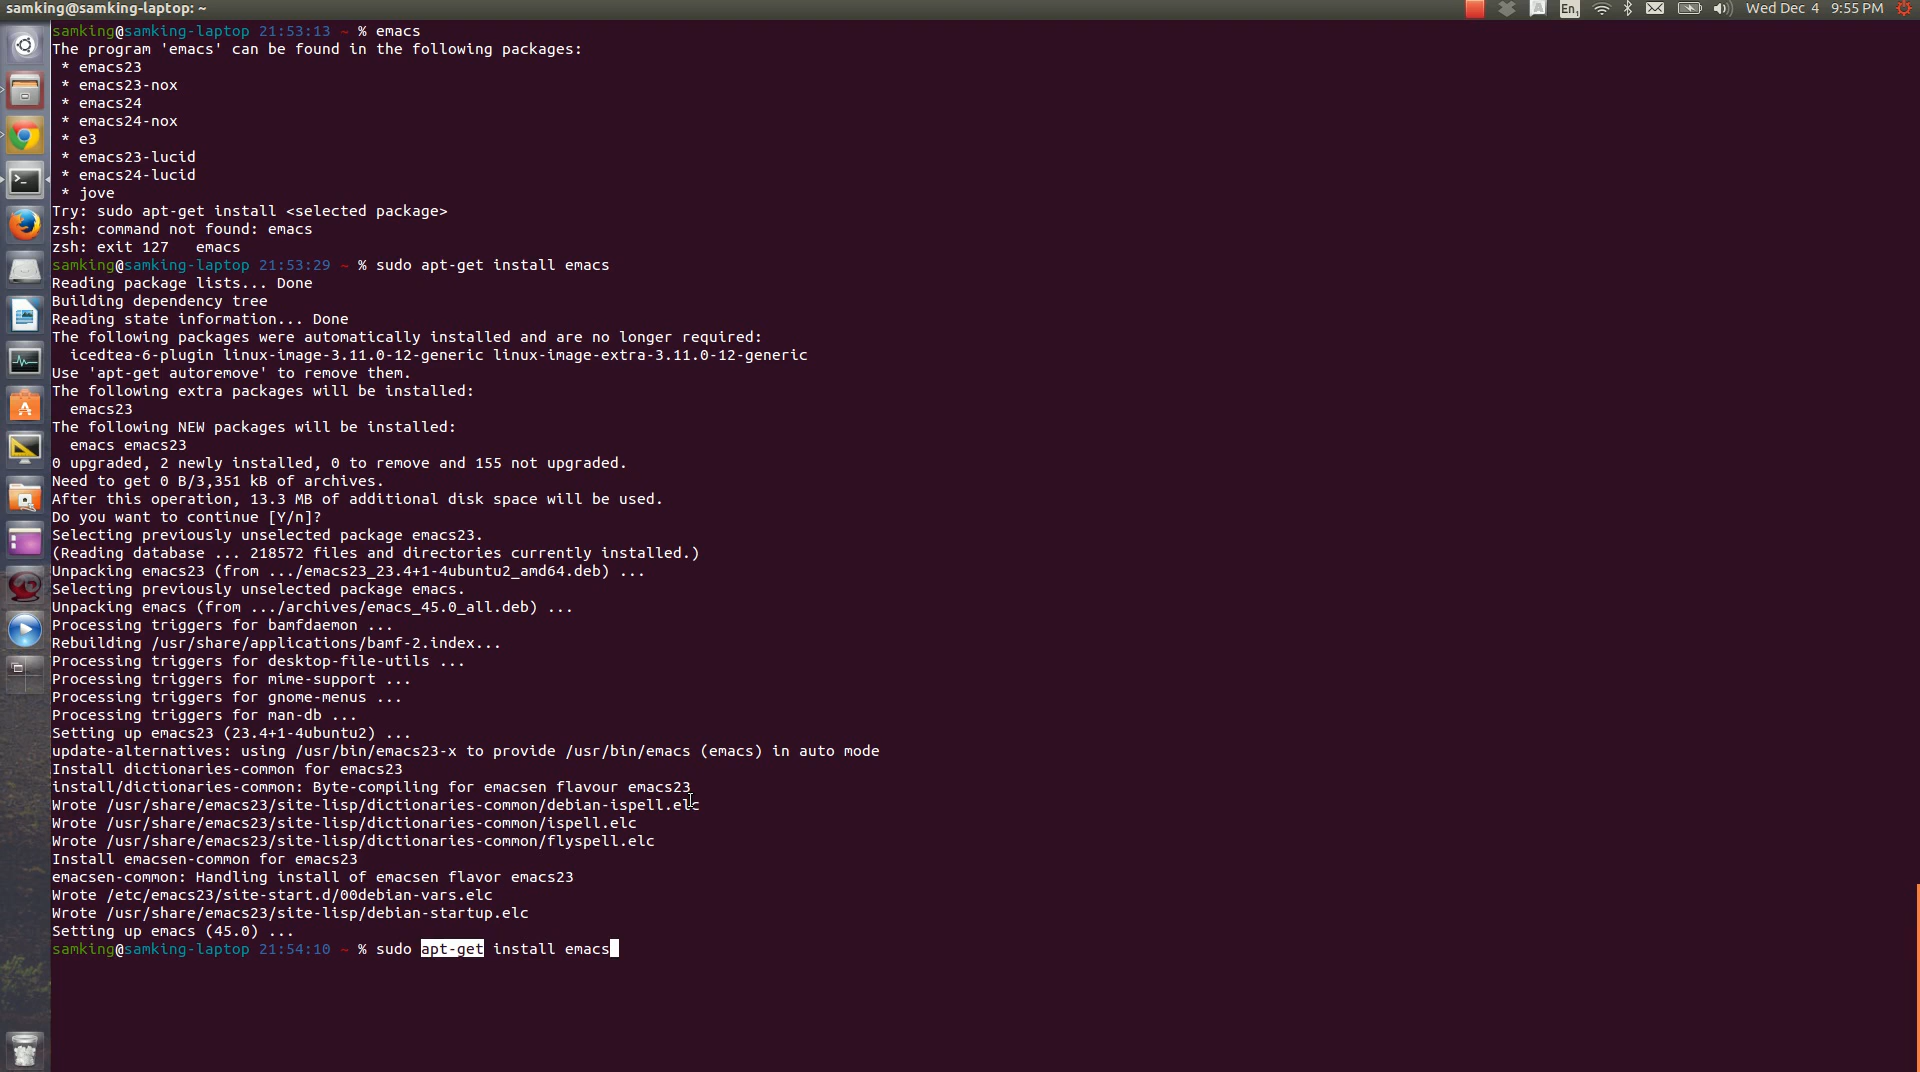 samking@samking-laptop: ~
En1
Wed Dec 4 9:55 PM
samking@samking-laptop 21:53:13 ~ % emacs
The program 'emacs' can be found in the following packages:
* emacs23
* emacs23-nox
* emacs24
* emacs24-nox
* e3
* emacs23-lucid
* emacs24-lucid
* jove
Try: sudo apt-get install <selected package>
zsh: command not found: emacs
zsh: exit 127   emacs
samking@samking-laptop 21:53:29 ~ % sudo apt-get install emacs
Reading package lists... Done
Building dependency tree
Reading state information... Done
The following packages were automatically installed and are no longer required:
  icedtea-6-plugin linux-image-3.11.0-12-generic linux-image-extra-3.11.0-12-generic
Use 'apt-get autoremove' to remove them.
The following extra packages will be installed:
  emacs23
The following NEW packages will be installed:
  emacs emacs23
0 upgraded, 2 newly installed, 0 to remove and 155 not upgraded.
Need to get 0 B/3,351 kB of archives.
After this operation, 13.3 MB of additional disk space will be used.
Do you want to continue [Y/n]?
Selecting previously unselected package emacs23.
(Reading database ... 218572 files and directories currently installed.)
Unpacking emacs23 (from .../emacs23_23.4+1-4ubuntu2_amd64.deb) ...
Selecting previously unselected package emacs.
Unpacking emacs (from .../archives/emacs_45.0_all.deb) ...
Processing triggers for bamfdaemon ...
Rebuilding /usr/share/applications/bamf-2.index...
Processing triggers for desktop-file-utils ...
Processing triggers for mime-support ...
Processing triggers for gnome-menus ...
Processing triggers for man-db ...
Setting up emacs23 (23.4+1-4ubuntu2) ...
update-alternatives: using /usr/bin/emacs23-x to provide /usr/bin/emacs (emacs) in auto mode
Install dictionaries-common for emacs23
install/dictionaries-common: Byte-compiling for emacsen flavour emacs23
Wrote /usr/share/emacs23/site-lisp/dictionaries-common/debian-ispell.elc
Wrote /usr/share/emacs23/site-lisp/dictionaries-common/ispell.elc
Wrote /usr/share/emacs23/site-lisp/dictionaries-common/flyspell.elc
Install emacsen-common for emacs23
emacsen-common: Handling install of emacsen flavor emacs23
Wrote /etc/emacs23/site-start.d/00debian-vars.elc
Wrote /usr/share/emacs23/site-lisp/debian-startup.elc
Setting up emacs (45.0) ...
samking@samking-laptop 21:54:10 ~ % sudo apt-get install emacs